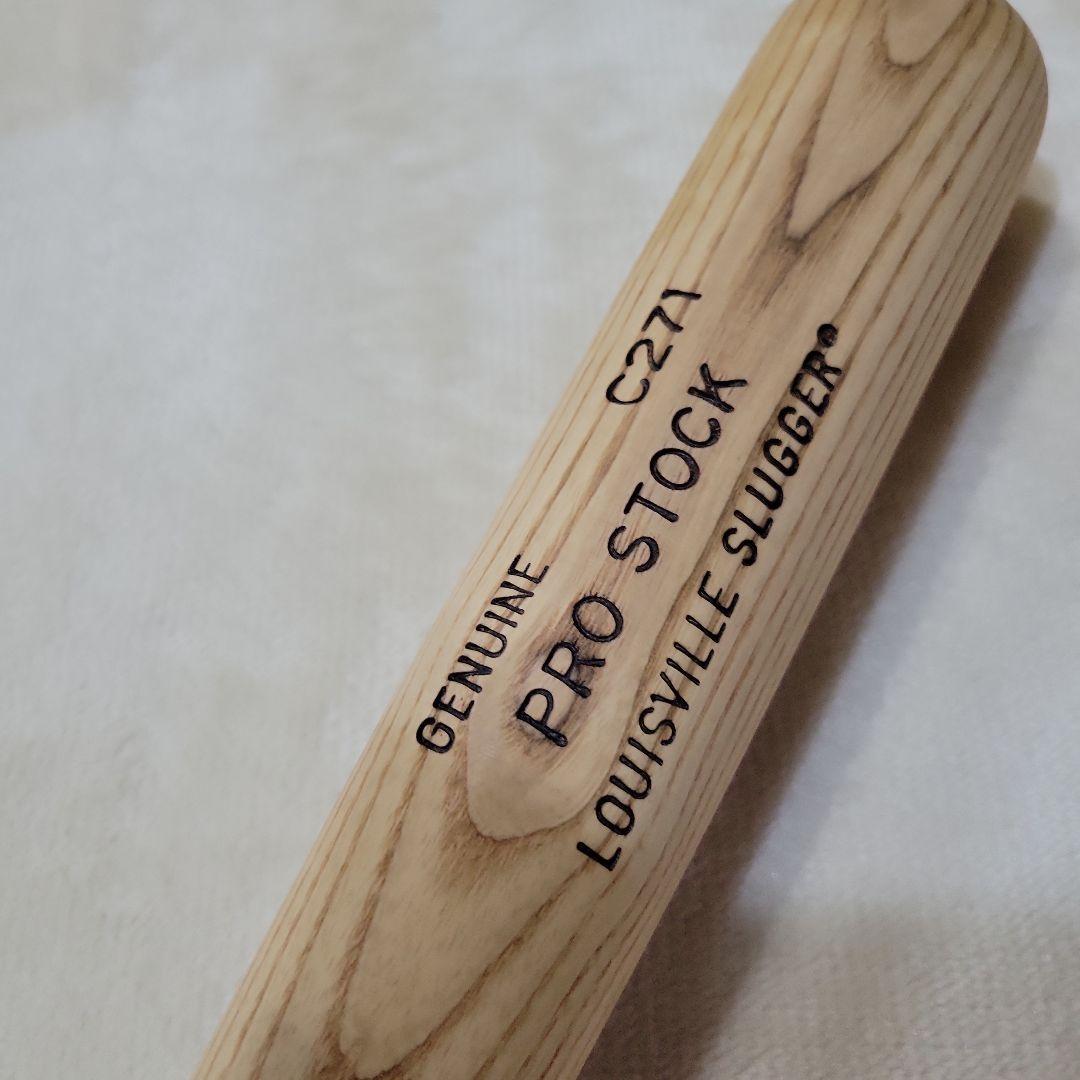 GENUINE C271
PRO STOCK
LOUISVILLE SLUGGER®